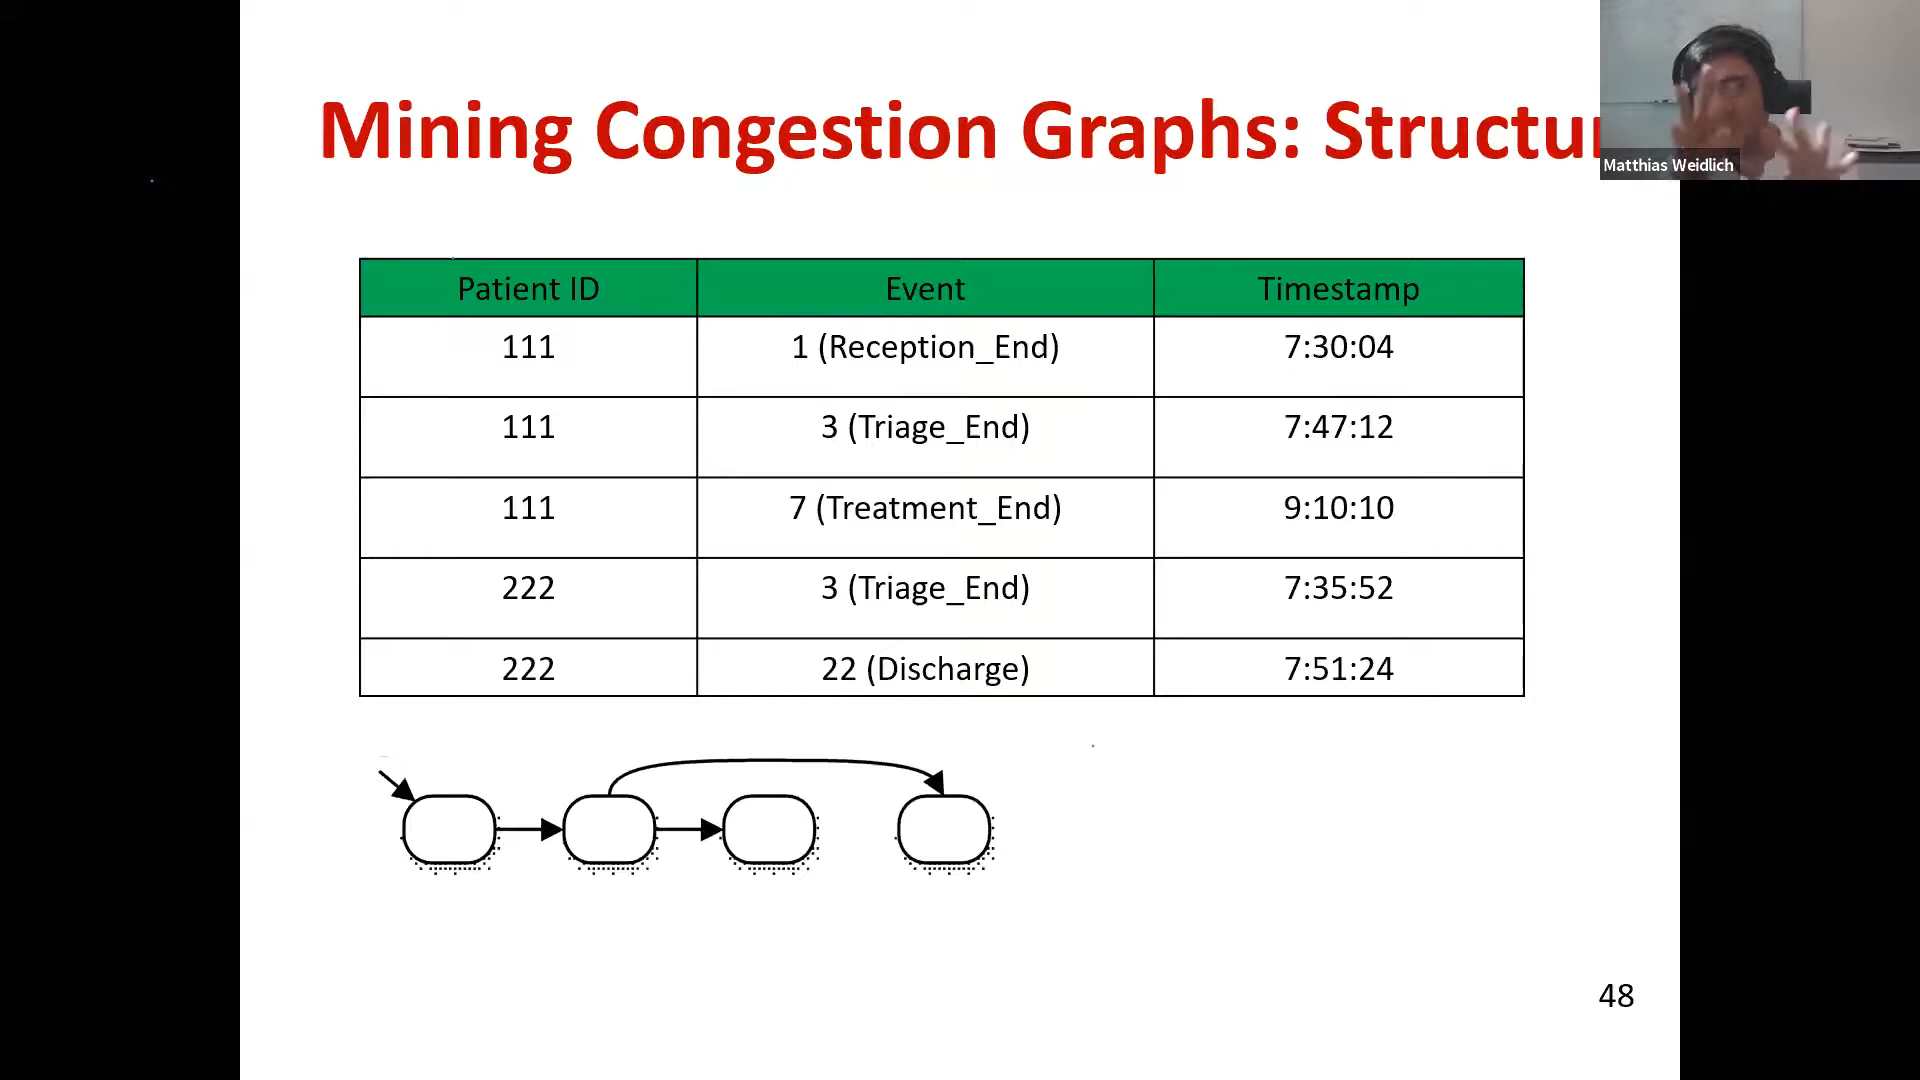 Mining Congestion Graphs: Structu
Matthias Weidlich
Patient ID Event Timestamp
111 1 (Reception_End) 7:30:04
111 3 (Triage_End) 7:47:12
111 7 (Treatment_End) 9:10:10
222 3 (Triage_End) 7:35:52
222 22 (Discharge) 7:51:24
48